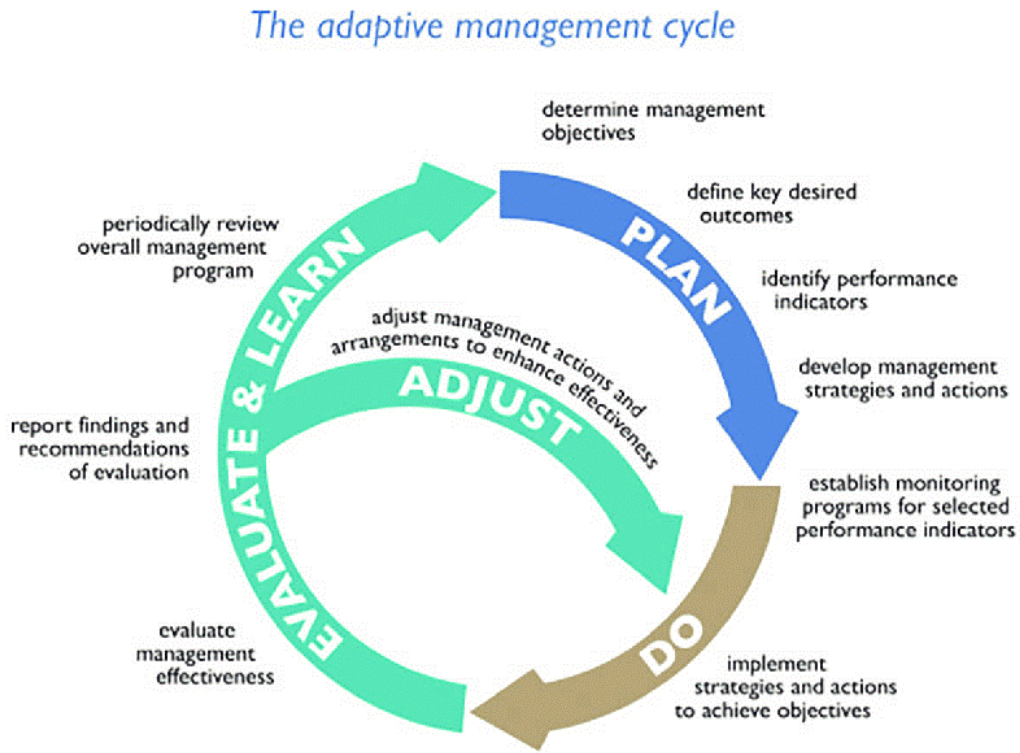 The adaptive management cycle
determine management
objectives
define key desired
outcomes
PLAN
identify performance
indicators
develop management
strategies and actions
establish monitoring
programs for selected
performance indicators
DO
implement
strategies and actions
to achieve objectives
evaluate
management
effectiveness
EVALUATE & LEARN
report findings and
recommendations
of evaluation
periodically review
overall management
program
adjust management actions and
arrangements to enhance effectiveness
ADJUST